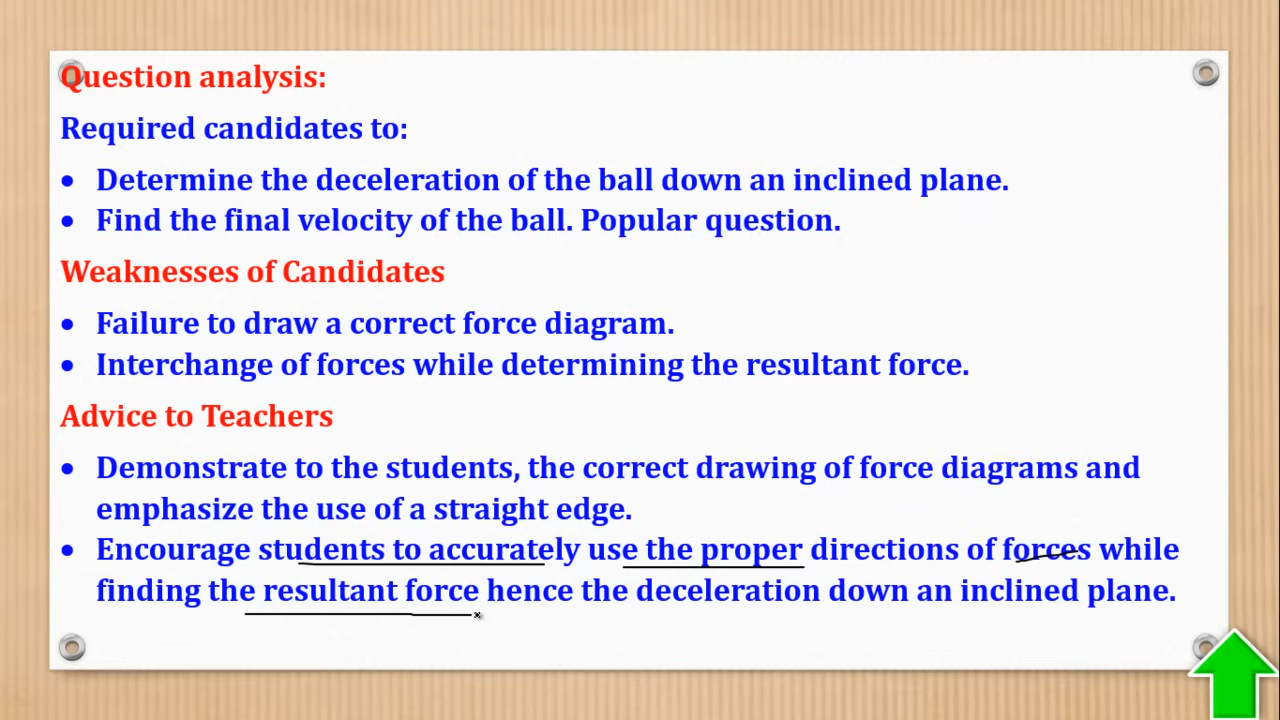 Question analysis:
Required candidates to:
• Determine the deceleration of the ball down an inclined plane.
• Find the final velocity of the ball. Popular question.
Weaknesses of Candidates
• Failure to draw a correct force diagram.
• Interchange of forces while determining the resultant force.
Advice to Teachers
• Demonstrate to the students, the correct drawing of force diagrams and
emphasize the use of a straight edge.
• Encourage students to accurately use the proper directions of forces while
finding the resultant force hence the deceleration down an inclined plane.